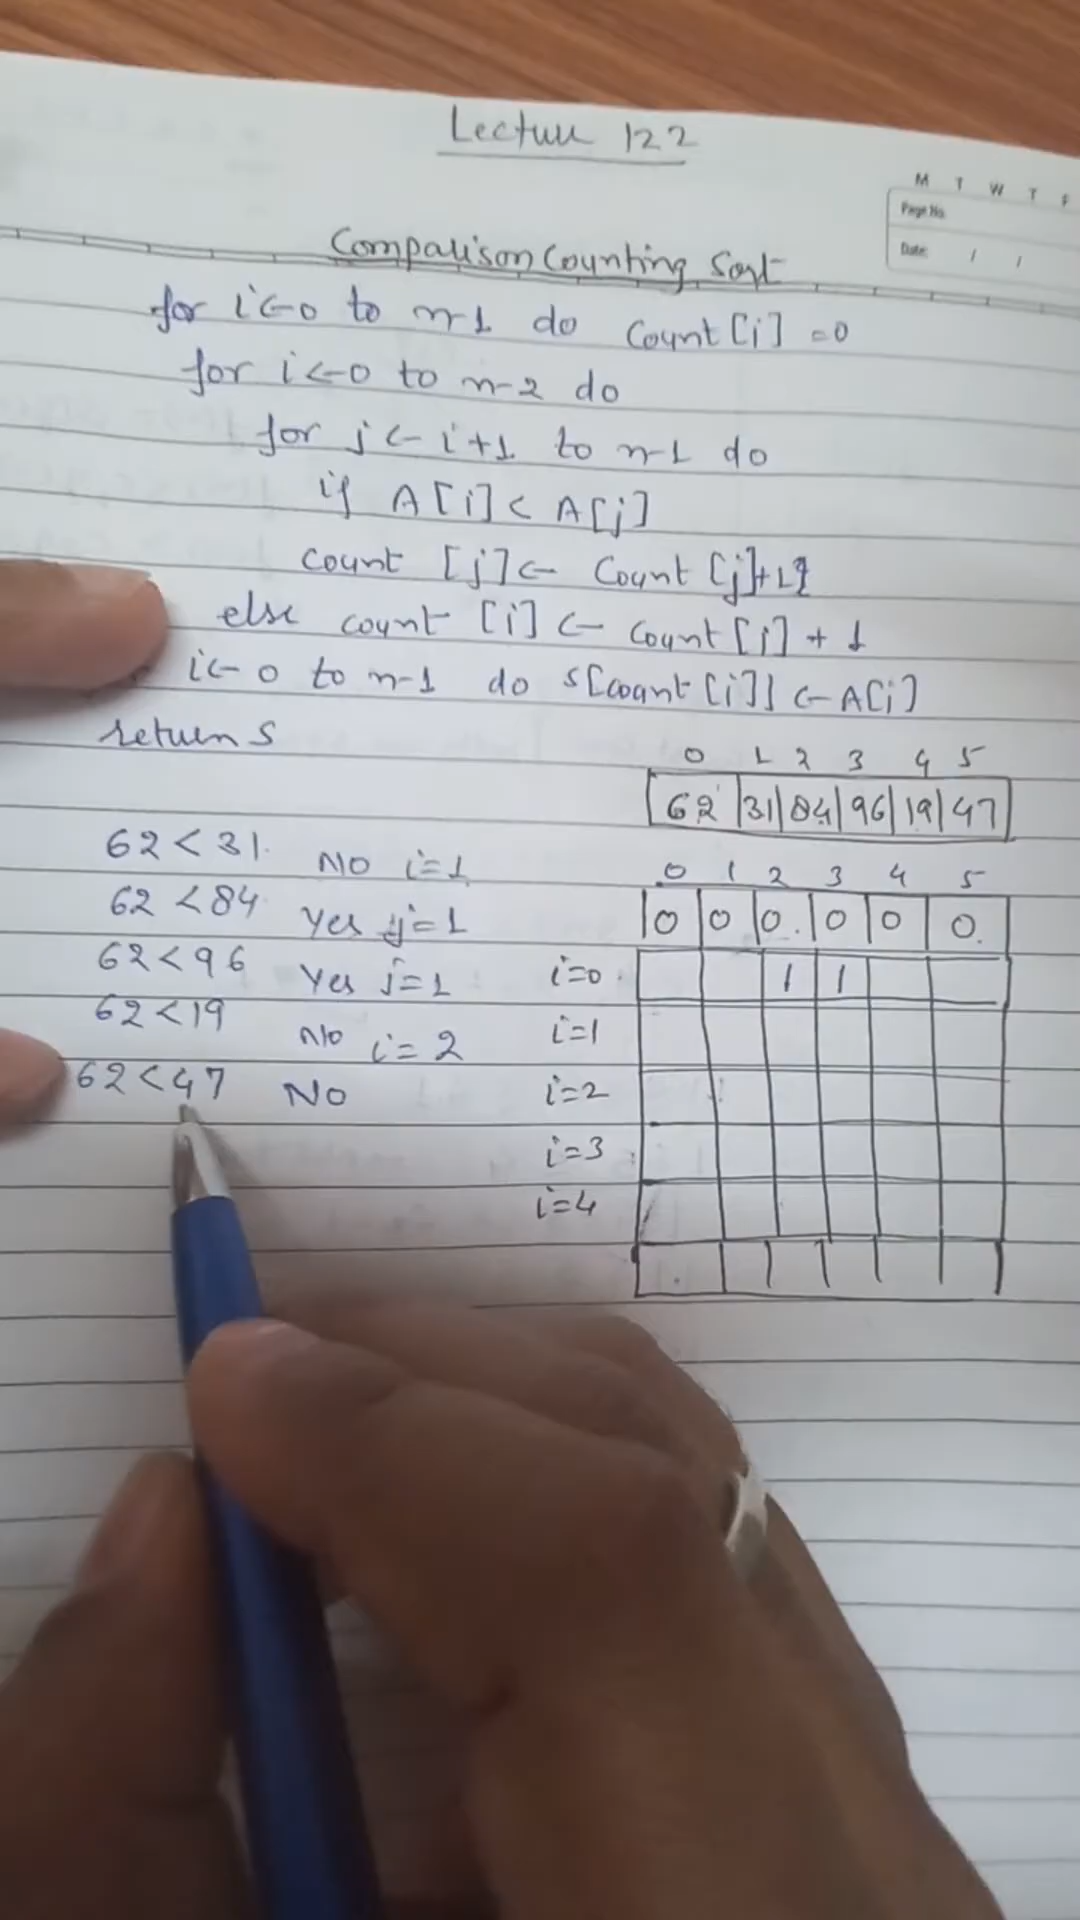 Lecture 122
M T W T F
Page No.
Date: / /
Comparison Counting Sort
for i<-0 to n-1 do Count[i] =0
for i<-0 to n-2 do
for j<- i+1 to n-1 do
if A[i] < A[j]
count [j]<- Count [j]+1
else count [i] <- count[i] + 1
i<-0 to n-1 do S[count [i]] <- A[i]
return S
0 1 2 3 4 5
62 31 84 96 19 47
62 < 31. NO i=1
62 < 84 Yes j=1
62 < 96 Yes j=1
62 < 19 No i=2
62 < 47 No
0 1 2 3 4 5
0 0 0. 0 0 0.
i=0 1 1
i=1
i=2
i=3
i=4